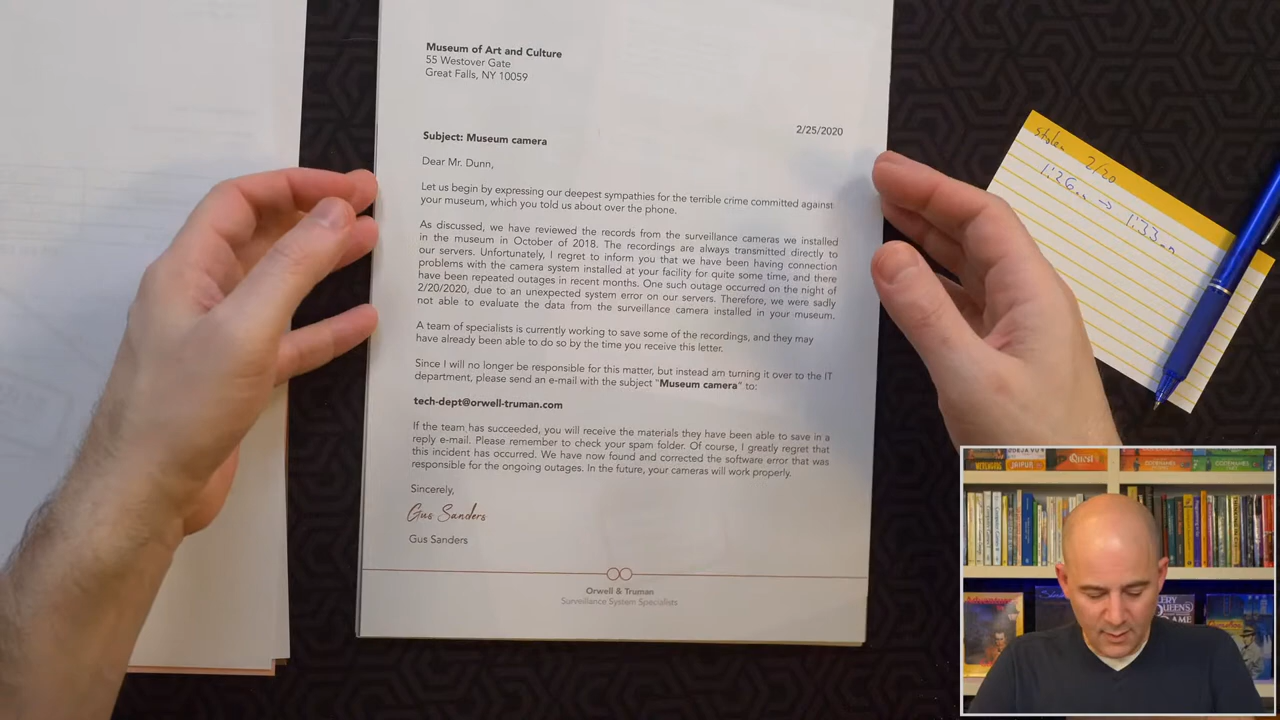 Museum of Art and Culture
55 Westover Gate
Great Falls, NY 10059
2/25/2020
Subject: Museum camera
Dear Mr. Dunn,
Let us begin by expressing our deepest sympathies for the terrible crime committed against
your museum, which you told us about over the phone.
As discussed, we have reviewed the records from the surveillance cameras we installed
in the museum in October of 2018. The recordings are always transmitted directly to
our servers. Unfortunately, I regret to inform you that we have been having connection
problems with the camera system installed at your facility for quite some time, and there
have been repeated outages in recent months. One such outage occurred on the night of
2/20/2020, due to an unexpected system error on our servers. Therefore, we were sadly
not able to evaluate the data from the surveillance camera installed in your museum.
A team of specialists is currently working to save some of the recordings, and they may
have already been able to do so by the time you receive this letter.
Since I will no longer be responsible for this matter, but instead am turning it over to the IT
department, please send an e-mail with the subject "Museum camera" to:
tech-dept@orwell-truman.com
If the team has succeeded, you will receive the materials they have been able to save in a
reply e-mail. Please remember to check your spam folder. Of course, I greatly regret that
this incident has occurred. We have now found and corrected the software error that was
responsible for the ongoing outages. In the future, your cameras will work properly.
Sincerely,
Gus Sanders
Gus Sanders
Orwell & Truman
Surveillance System Specialists
stolen 2/20
1:26am → 1:33am
JAIPUR
Quest
CODENAMES
CODENAMES
QUEEN'S
GAME